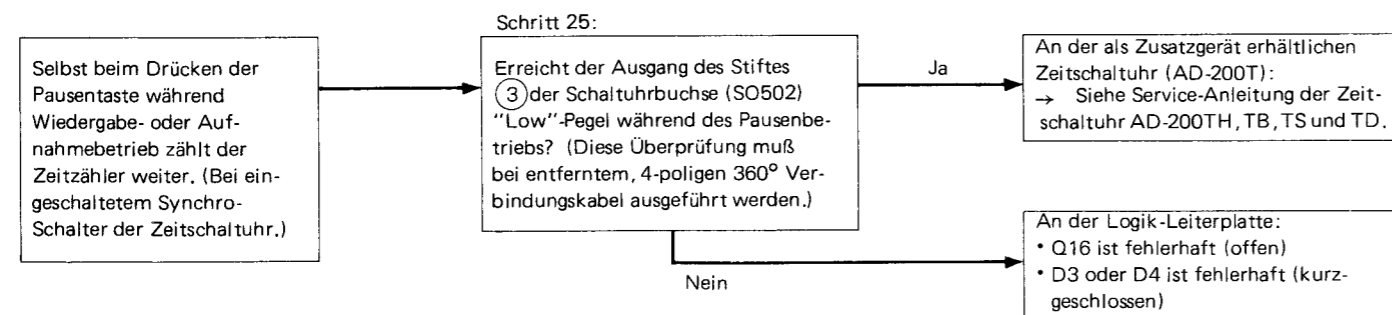 Schritt 25:
Selbst beim Drücken der
Pausentaste während
Wiedergabe- oder Auf-
nahmebetrieb zählt der
Zeitzähler weiter. (Bei ein-
geschaltetem Synchro-
Schalter der Zeitschaltuhr.)
Erreicht der Ausgang des Stiftes
③ der Schaltuhrbuchse (SO502)
"Low"-Pegel während des Pausenbe-
triebs? (Diese Überprüfung muß
bei entferntem, 4-poligen 360° Ver-
bindungskabel ausgeführt werden.)
Ja
An der als Zusatzgerät erhältlichen
Zeitschaltuhr (AD-200T):
→ Siehe Service-Anleitung der Zeit-
schaltuhr AD-200TH, TB, TS und TD.
Nein
An der Logik-Leiterplatte:
• Q16 ist fehlerhaft (offen)
• D3 oder D4 ist fehlerhaft (kurz-
geschlossen)